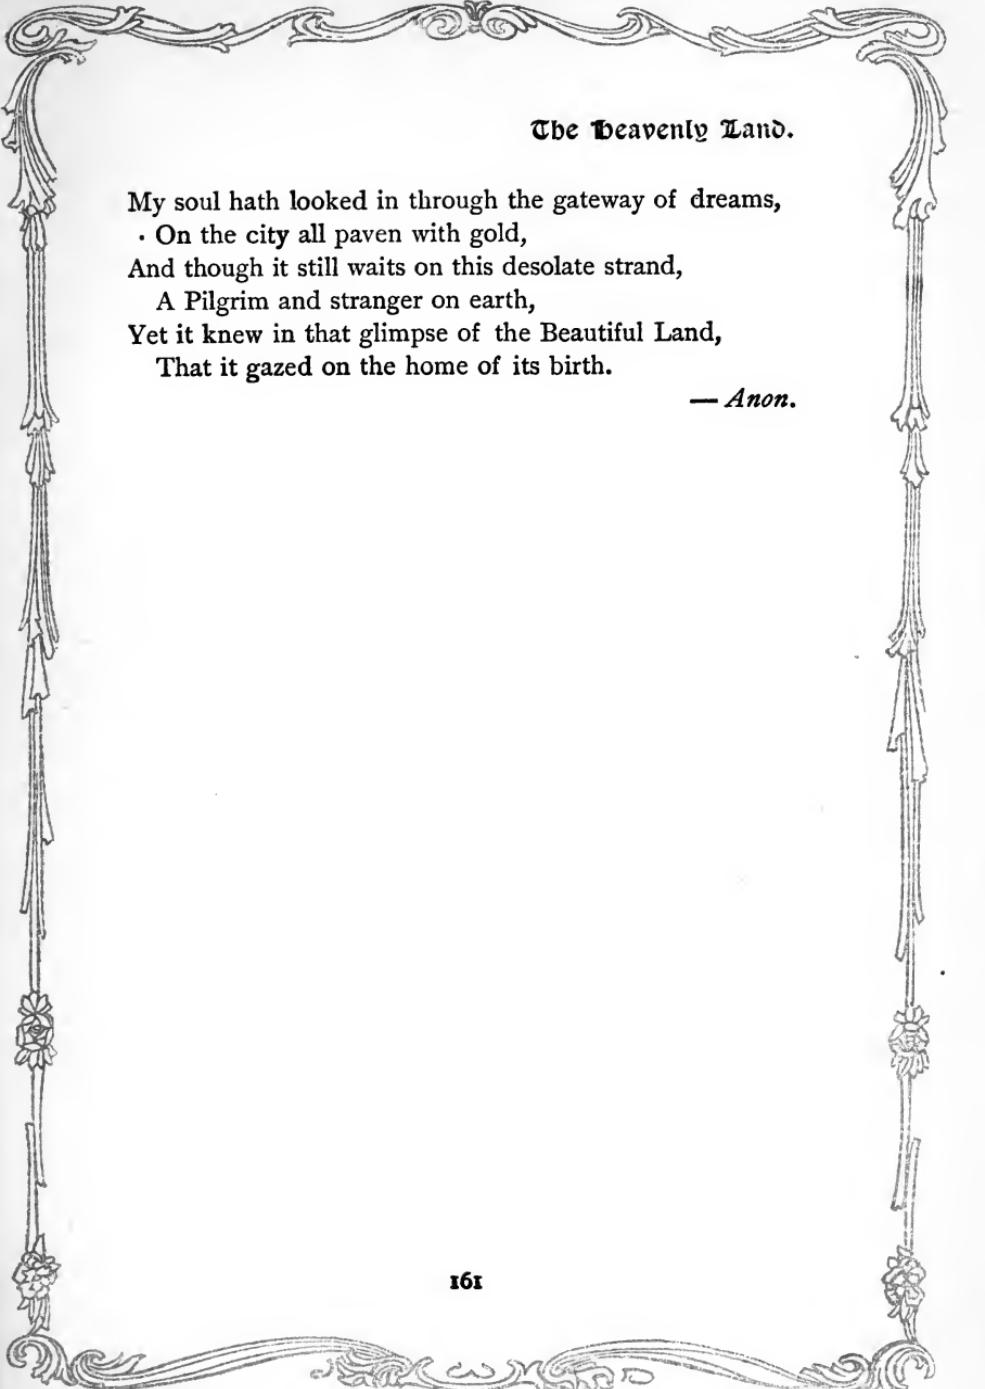 The Heavenly Land.
My soul hath looked in through the gateway of dreams,
On the city all paven with gold,
And though it still waits on this desolate strand,
A Pilgrim and stranger on earth,
Yet it knew in that glimpse of the Beautiful Land,
That it gazed on the home of its birth.
— Anon.
161